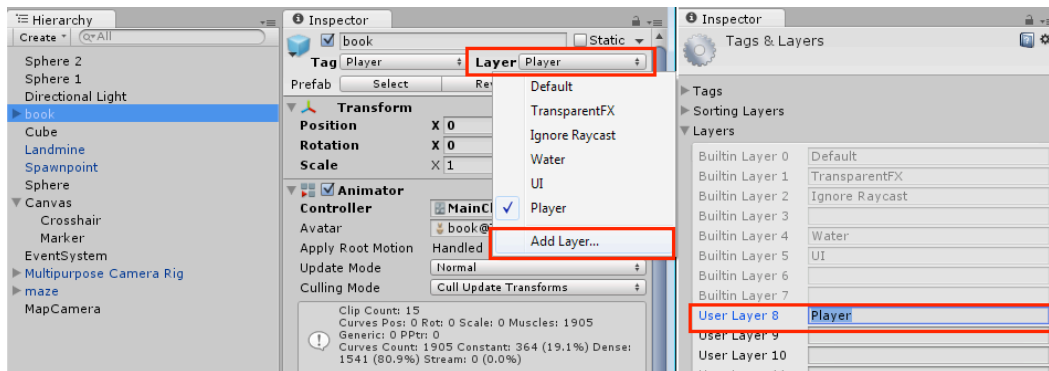 Hierarchy
Create
All
Sphere 2
Sphere 1
Directional Light
book
Cube
Landmine
Spawnpoint
Sphere
Canvas
Crosshair
Marker
EventSystem
Multipurpose Camera Rig
maze
MapCamera
Inspector
book Static
Tag Player Layer Player
Prefab Select
Transform
Position X 0
Rotation X 0
Scale X 1
Animator
Controller
Avatar
Apply Root Motion Handled
Update Mode Normal
Culling Mode Cull Update Transforms
Clip Count: 15
Curves Pos: 0 Rot: 0 Scale: 0 Muscles: 1905
Generic: 0 PPtr: 0
Curves Count: 1905 Constant: 364 (19.1%) Dense:
1541 (80.9%) Stream: 0 (0.0%)
Default
TransparentFX
Ignore Raycast
Water
UI
Player
Add Layer...
Inspector
Tags & Layers
Tags
Sorting Layers
Layers
Builtin Layer 0 Default
Builtin Layer 1 TransparentFX
Builtin Layer 2 Ignore Raycast
Builtin Layer 3
Builtin Layer 4 Water
Builtin Layer 5 UI
Builtin Layer 6
Builtin Layer 7
User Layer 8 Player
User Layer 9
User Layer 10